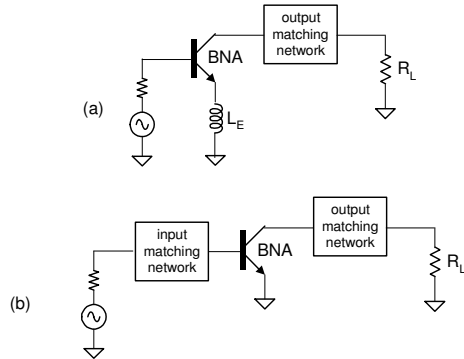 output
matching
network
BNA
R_L
(a)
L_E
input
matching
network
BNA
output
matching
network
R_L
(b)